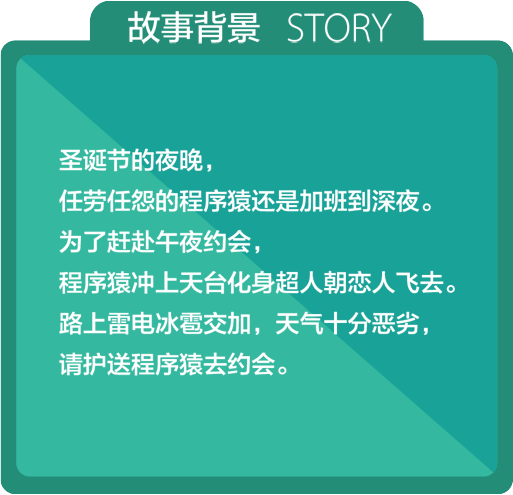 故事背景 STORY
圣诞节的夜晚，
任劳任怨的程序猿还是加班到深夜。
为了赶赴午夜约会，
程序猿冲上天台化身超人朝恋人飞去。
路上雷电冰雹交加，天气十分恶劣，
请护送程序猿去约会。